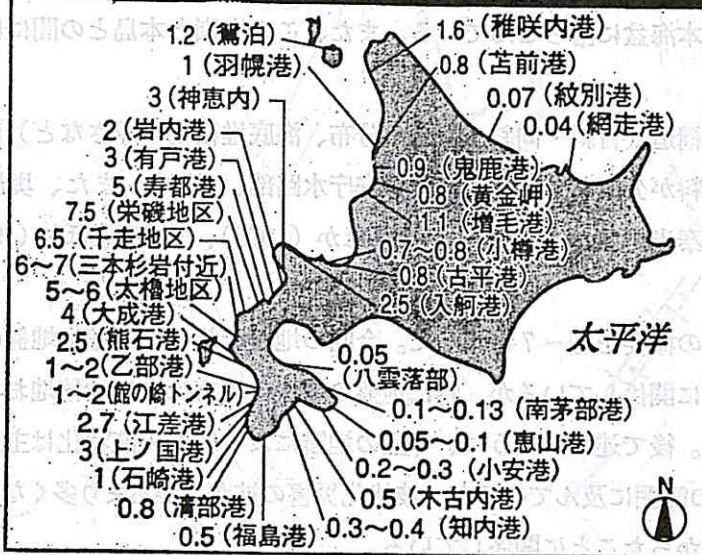 1.2 (鴛泊)
1 (羽幌港)
3 (神恵内)
2 (岩内港)
3 (有戸港)
5 (寿都港)
7.5 (栄磯地区)
6.5 (千走地区)
6〜7(三本杉岩付近)
5〜6 (太櫓地区)
4 (大成港)
2.5 (熊石港)
1〜2 (乙部港)
1〜2(館の崎トンネル)
2.7 (江差港)
3 (上ノ国港)
1 (石崎港)
0.8 (清部港)
0.5 (福島港)
1.6 (稚咲内港)
0.8 (苫前港)
0.07 (紋別港)
0.04 (網走港)
0.9 (鬼鹿港)
0.8 (黄金岬)
1.1 (増毛港)
0.7〜0.8 (小樽港)
0.8 (古平港)
2.5 (入舸港)
太平洋
0.05
(八雲落部)
0.1〜0.13 (南茅部港)
0.05〜0.1 (恵山港)
0.2〜0.3 (小安港)
0.5 (木古内港)
0.3〜0.4 (知内港)
N